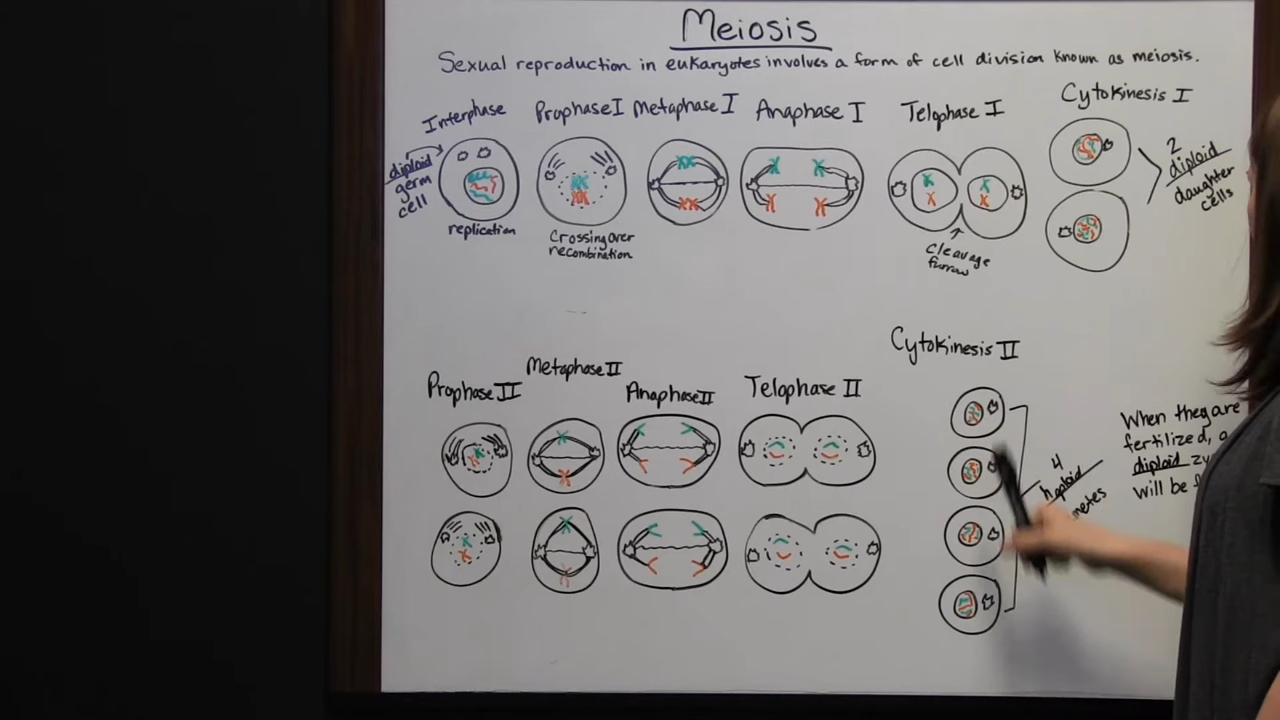 Meiosis
Sexual reproduction in eukaryotes involves a form of cell division known as meiosis.
Interphase
Prophase I
Metaphase I
Anaphase I
Telophase I
Cytokinesis I
diploid
germ
cell
replication
Crossing over
recombination
Cleavage
furrow
2
diploid
daughter
cells
Prophase II
Metaphase II
Anaphase II
Telophase II
Cytokinesis II
4
haploid
When they are
fertilized, a
diploid
will be